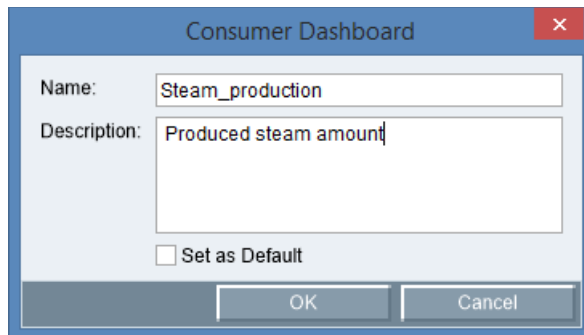 Consumer Dashboard
Name: Steam_production
Description: Produced steam amount
Set as Default
OK Cancel